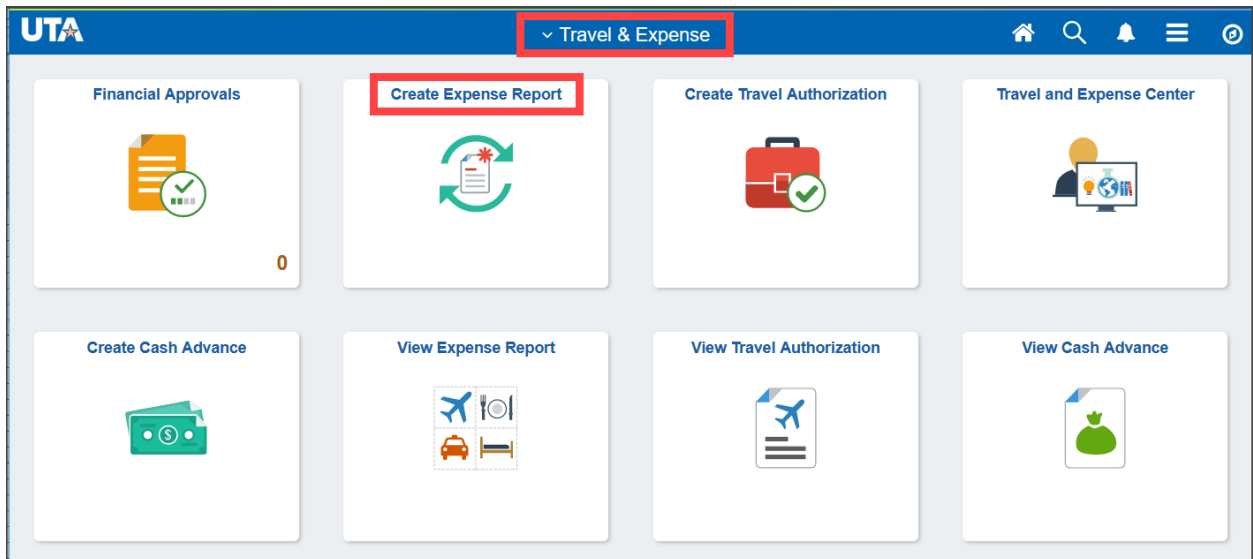 UTA
Travel & Expense
Financial Approvals
Create Expense Report
Create Travel Authorization
Travel and Expense Center
0
Create Cash Advance
View Expense Report
View Travel Authorization
View Cash Advance
$